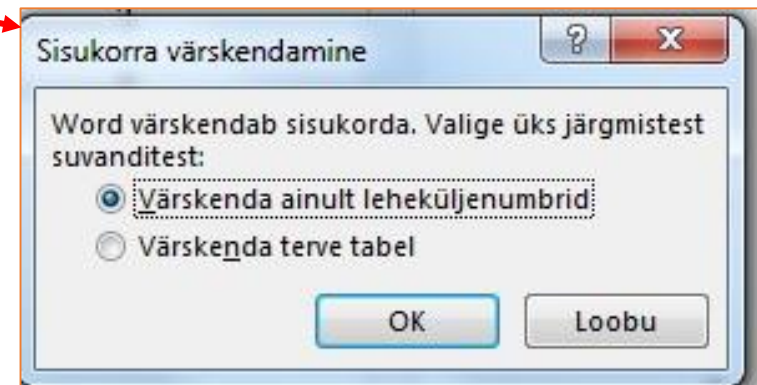 Sisukorra värskendamine
Word värskendab sisukorda. Valige üks järgmistest
suvanditest:
Värskenda ainult leheküljenumbrid
Värskenda terve tabel
OK Loobu